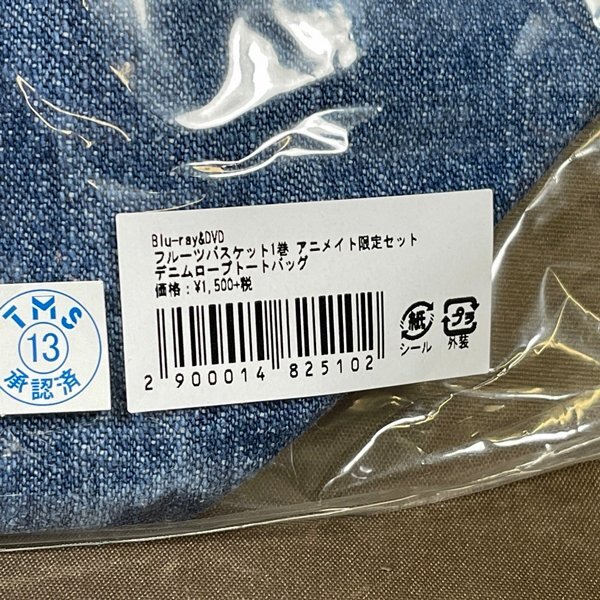 Blu-ray&DVD
フルーツバスケット1巻 アニメイト限定セット
デニムロープトートバッグ
価格：¥1,500+税
2 900014 825102
紙
シール
プラ
外装
TMS
13
承認済